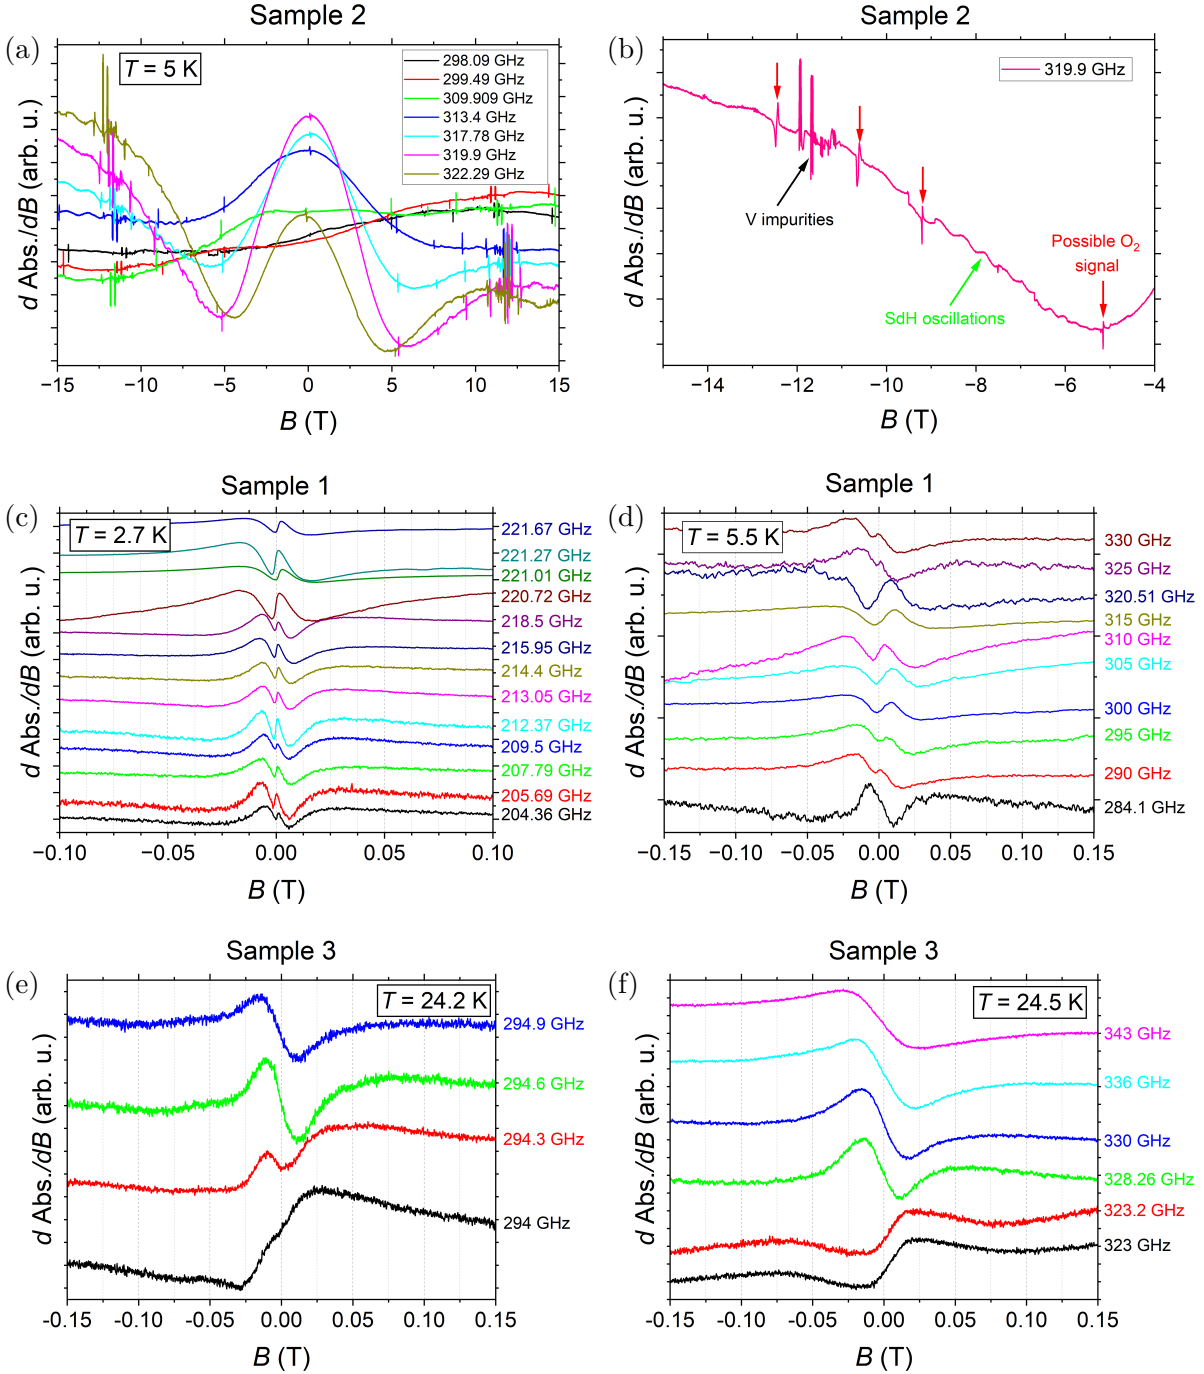 Sample 2
(a)
T = 5 K
298.09 GHz
299.49 GHz
309.909 GHz
313.4 GHz
317.78 GHz
319.9 GHz
322.29 GHz
d Abs./dB (arb. u.)
−15 −10 −5 0 5 10 15
B (T)
Sample 2
(b)
319.9 GHz
V impurities
Possible O₂
signal
SdH oscillations
d Abs./dB (arb. u.)
−14 −12 −10 −8 −6 −4
B (T)
Sample 1
(c)
T = 2.7 K
221.67 GHz
221.27 GHz
221.01 GHz
220.72 GHz
218.5 GHz
215.95 GHz
214.4 GHz
213.05 GHz
212.37 GHz
209.5 GHz
207.79 GHz
205.69 GHz
204.36 GHz
d Abs./dB (arb. u.)
−0.10 −0.05 0.00 0.05 0.10
B (T)
Sample 1
(d)
T = 5.5 K
330 GHz
325 GHz
320.51 GHz
315 GHz
310 GHz
305 GHz
300 GHz
295 GHz
290 GHz
284.1 GHz
d Abs./dB (arb. u.)
−0.15 −0.10 −0.05 0.00 0.05 0.10 0.15
B (T)
Sample 3
(e)
T = 24.2 K
294.9 GHz
294.6 GHz
294.3 GHz
294 GHz
d Abs./dB (arb. u.)
-0.15 -0.10 -0.05 0.00 0.05 0.10 0.15
B (T)
Sample 3
(f)
T = 24.5 K
343 GHz
336 GHz
330 GHz
328.26 GHz
323.2 GHz
323 GHz
d Abs./dB (arb. u.)
-0.15 -0.10 -0.05 0.00 0.05 0.10 0.15
B (T)